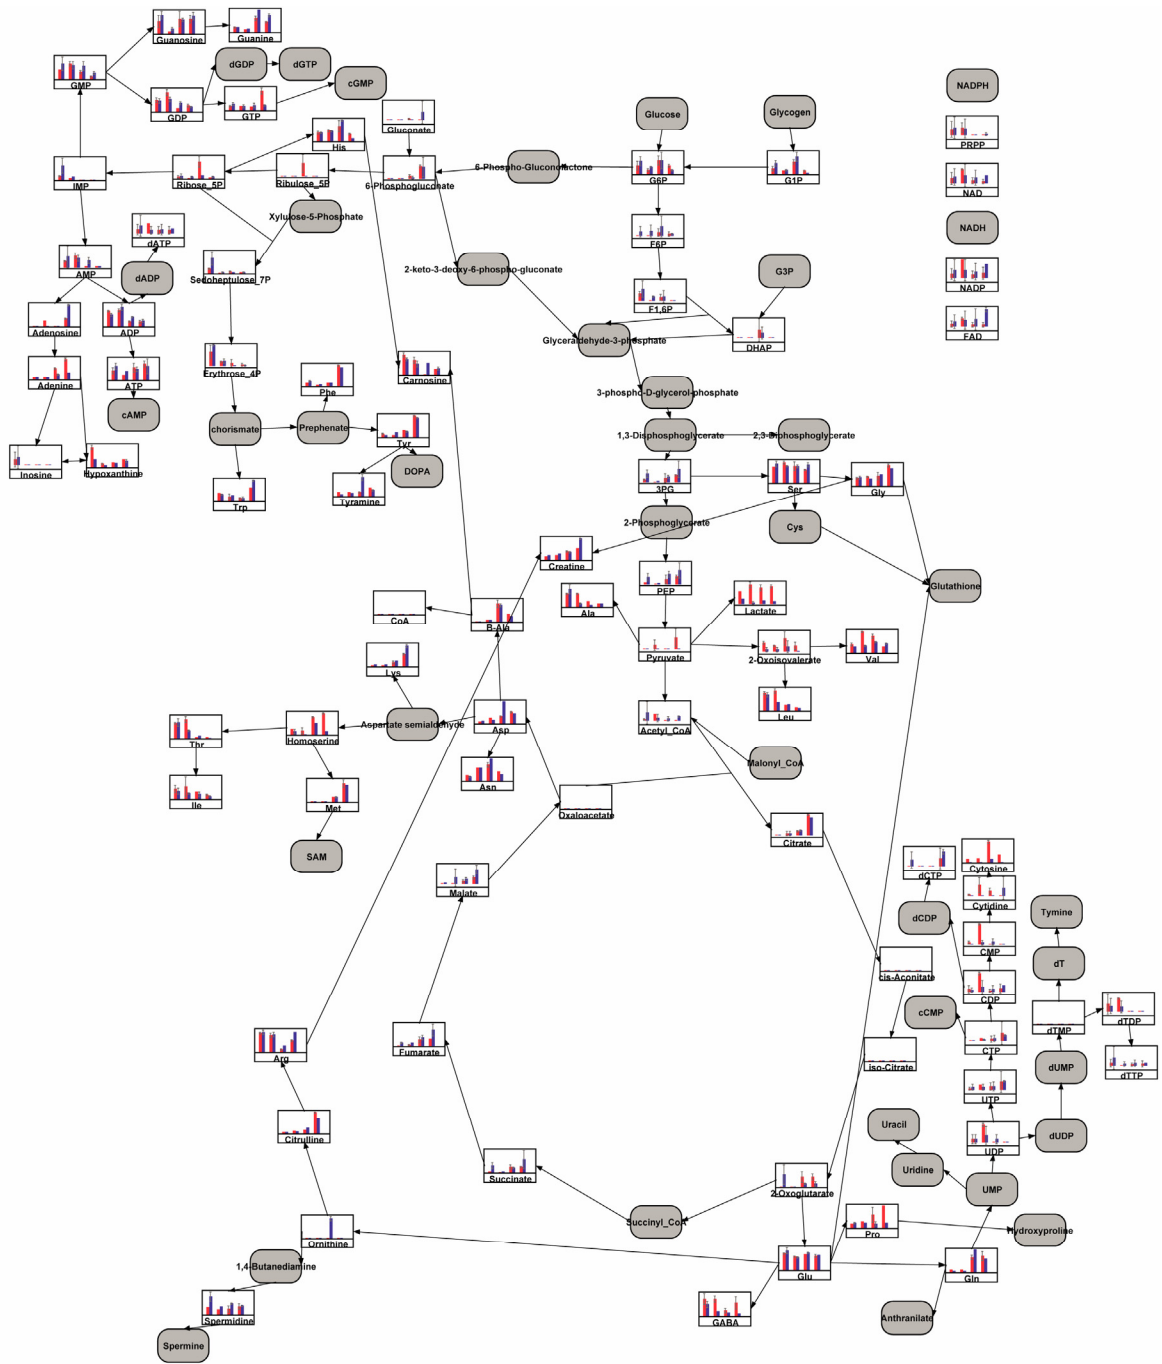 Guanosine
Guanine
GMP
dGDP
dGTP
cGMP
GDP
GTP
Gluconate
His
IMP
Ribose_5P
Ribulose_5P
6-Phosphogluconate
6-Phospho-Gluconolactone
Glucose
Glycogen
G6P
G1P
NADPH
PRPP
NAD
NADH
NADP
FAD
Xylulose-5-Phosphate
dATP
AMP
dADP
Sedoheptulose_7P
2-keto-3-deoxy-6-phospho-gluconate
F6P
F1,6P
G3P
Adenosine
ADP
Glyceraldehyde-3-phosphate
DHAP
Adenine
ATP
Erythrose_4P
Phe
Carnosine
cAMP
3-phospho-D-glycerol-phosphate
chorismate
Prephenate
Tyr
1,3-Disphosphoglycerate
2,3-Diphosphoglycerate
Inosine
Hypoxanthine
DOPA
Trp
Tyramine
3PG
Ser
Gly
2-Phosphoglycerate
Cys
Creatine
PEP
Glutathione
CoA
B-Ala
Ala
Lactate
Lys
Pyruvate
2-Oxoisovalerate
Val
Thr
Homoserine
Aspartate semialdehyde
Asp
Acetyl_CoA
Leu
Ile
Met
Asn
Malonyl_CoA
Oxaloacetate
SAM
Citrate
Malate
dCTP
Cytosine
dCDP
Cytidine
Tymine
CMP
dT
cis-Aconitate
CDP
cCMP
dTMP
dTDP
Arg
Fumarate
iso-Citrate
CTP
dUMP
dTTP
UTP
Citrulline
Uracil
UDP
dUDP
Succinate
2-Oxoglutarate
Uridine
UMP
Succinyl_CoA
Pro
Hydroxyproline
Ornithine
1,4-Butanediamine
Glu
Gln
Spermidine
GABA
Anthranilate
Spermine